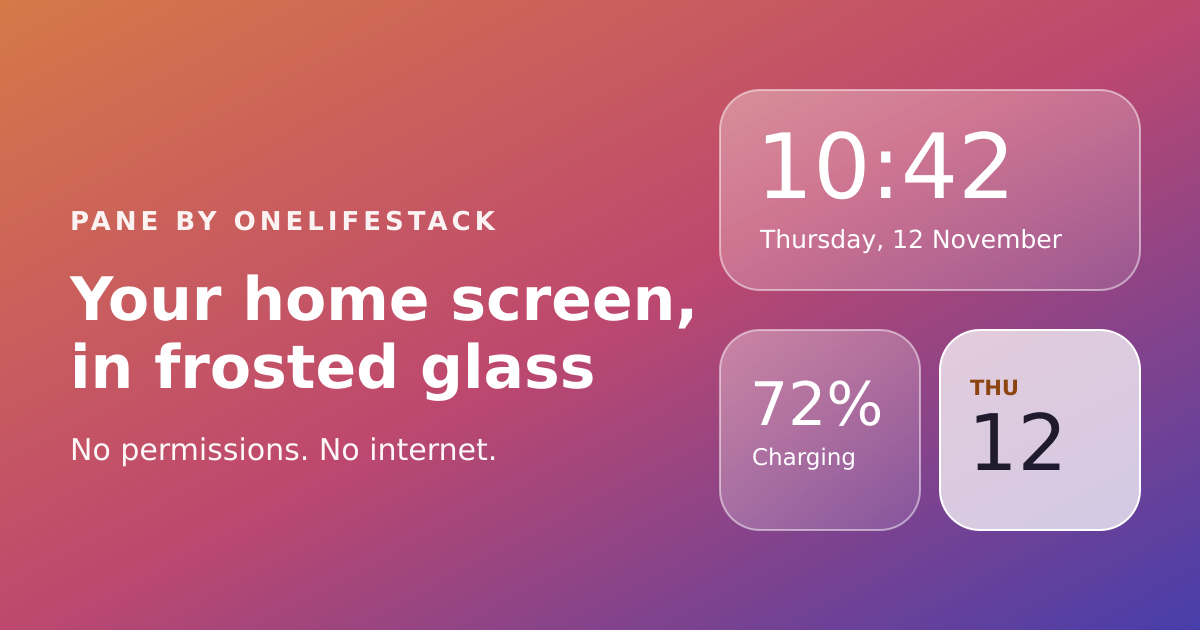 PANE BY ONELIFESTACK
Your home screen,
in frosted glass
No permissions. No internet.
10:42
Thursday, 12 November
72%
Charging
THU
12